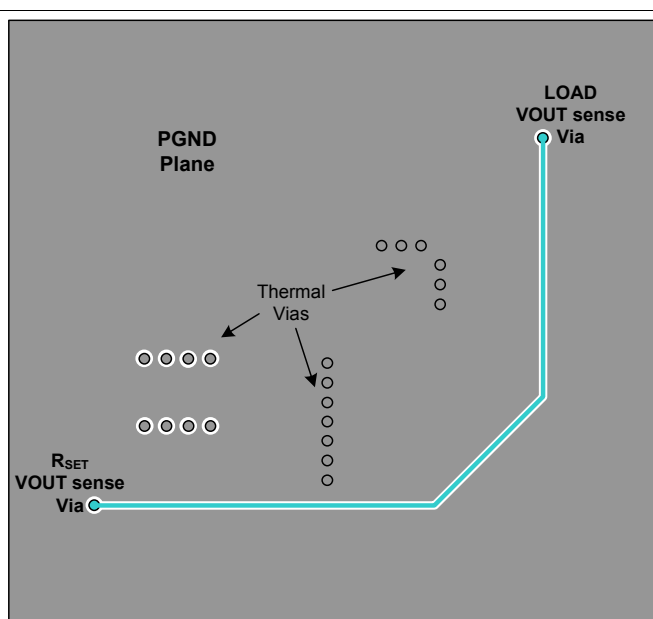 LOAD
VOUT sense
Via
PGND
Plane
Thermal
Vias
RSET
VOUT sense
Via